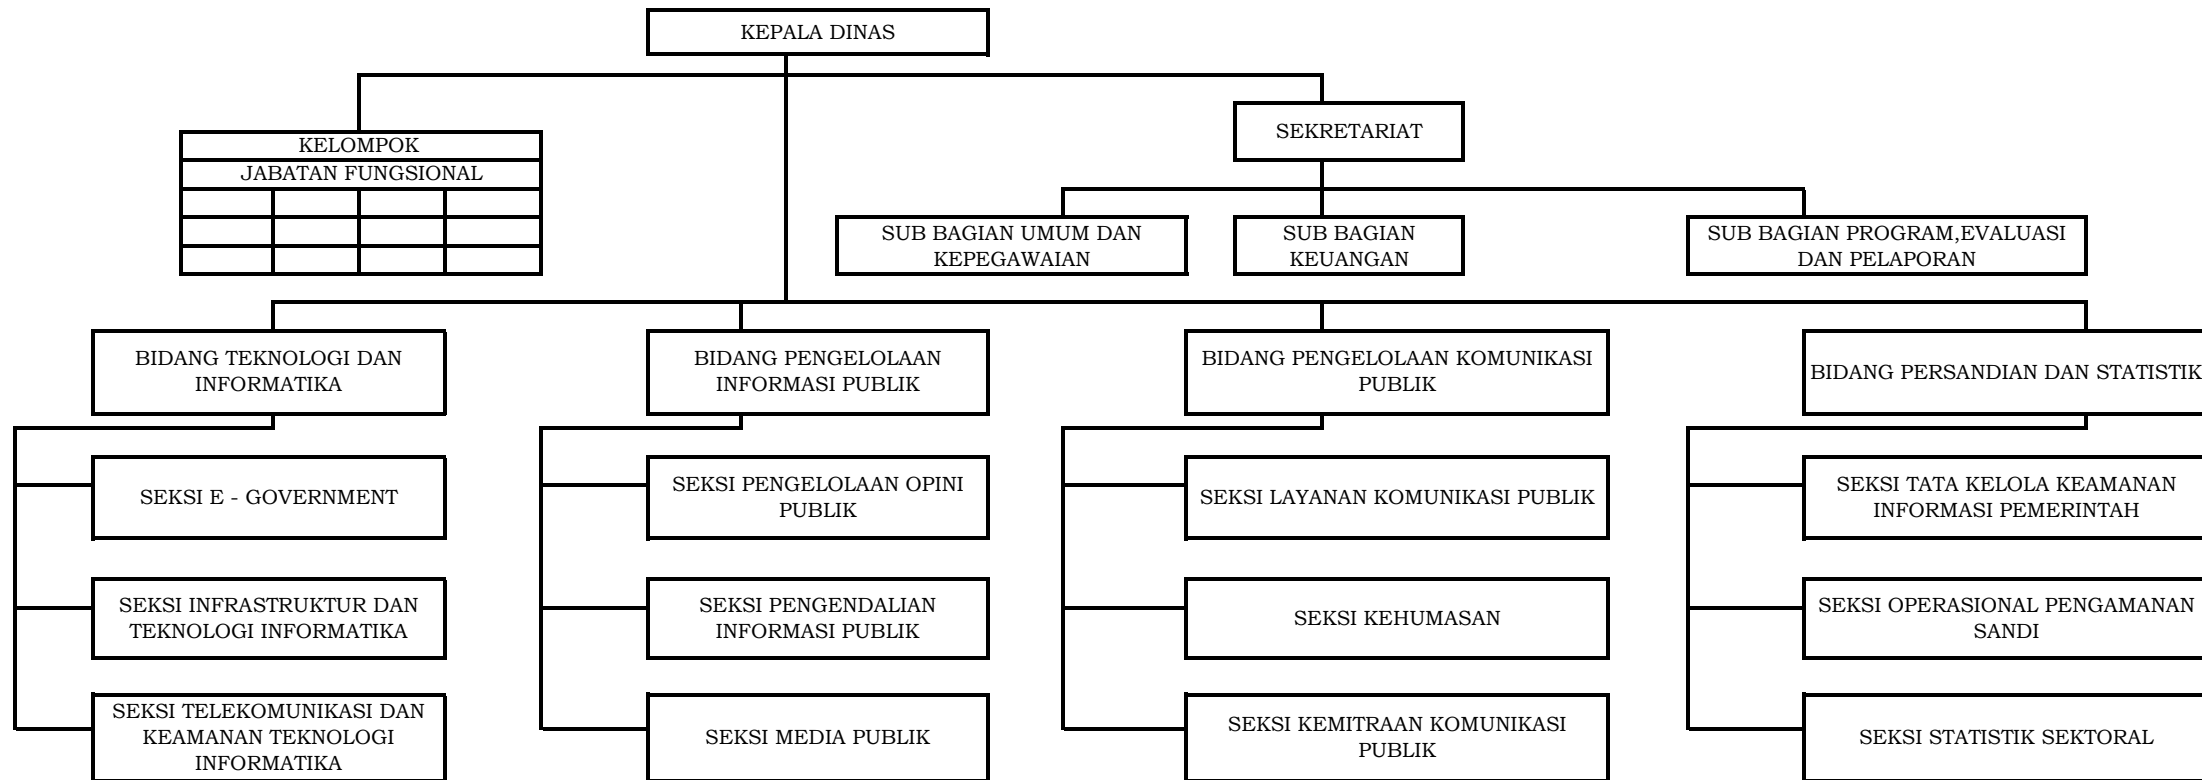 KEPALA DINAS
SEKRETARIAT
KELOMPOK
JABATAN FUNGSIONAL
SUB BAGIAN UMUM DAN
KEPEGAWAIAN
SUB BAGIAN
KEUANGAN
SUB BAGIAN PROGRAM,EVALUASI
DAN PELAPORAN
BIDANG TEKNOLOGI DAN
INFORMATIKA
BIDANG PENGELOLAAN
INFORMASI PUBLIK
BIDANG PENGELOLAAN KOMUNIKASI
PUBLIK
BIDANG PERSANDIAN DAN STATISTIK
SEKSI E - GOVERNMENT
SEKSI PENGELOLAAN OPINI
PUBLIK
SEKSI LAYANAN KOMUNIKASI PUBLIK
SEKSI TATA KELOLA KEAMANAN
INFORMASI PEMERINTAH
SEKSI INFRASTRUKTUR DAN
TEKNOLOGI INFORMATIKA
SEKSI PENGENDALIAN
INFORMASI PUBLIK
SEKSI KEHUMASAN
SEKSI OPERASIONAL PENGAMANAN
SANDI
SEKSI TELEKOMUNIKASI DAN
KEAMANAN TEKNOLOGI
INFORMATIKA
SEKSI MEDIA PUBLIK
SEKSI KEMITRAAN KOMUNIKASI
PUBLIK
SEKSI STATISTIK SEKTORAL